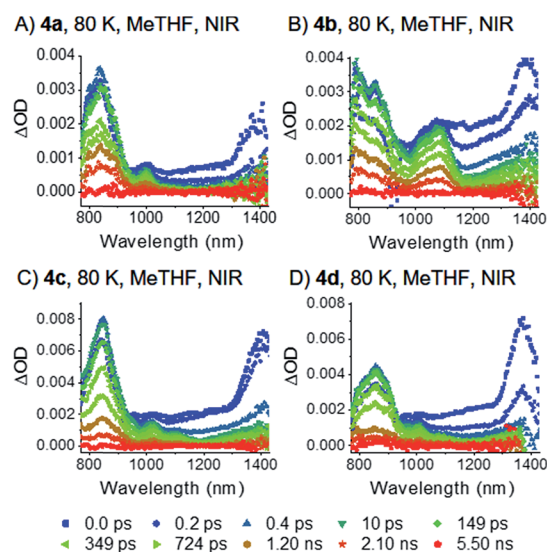 A) 4a, 80 K, MeTHF, NIR
0.004
0.003
0.002
0.001
0.000
ΔOD
800 1000 1200 1400
Wavelength (nm)
B) 4b, 80 K, MeTHF, NIR
0.004
0.003
0.002
0.001
0.000
ΔOD
800 1000 1200 1400
Wavelength (nm)
C) 4c, 80 K, MeTHF, NIR
0.008
0.006
0.004
0.002
0.000
ΔOD
800 1000 1200 1400
Wavelength (nm)
D) 4d, 80 K, MeTHF, NIR
0.008
0.006
0.004
0.002
0.000
ΔOD
800 1000 1200 1400
Wavelength (nm)
0.0 ps 0.2 ps 0.4 ps 10 ps 149 ps
349 ps 724 ps 1.20 ns 2.10 ns 5.50 ns